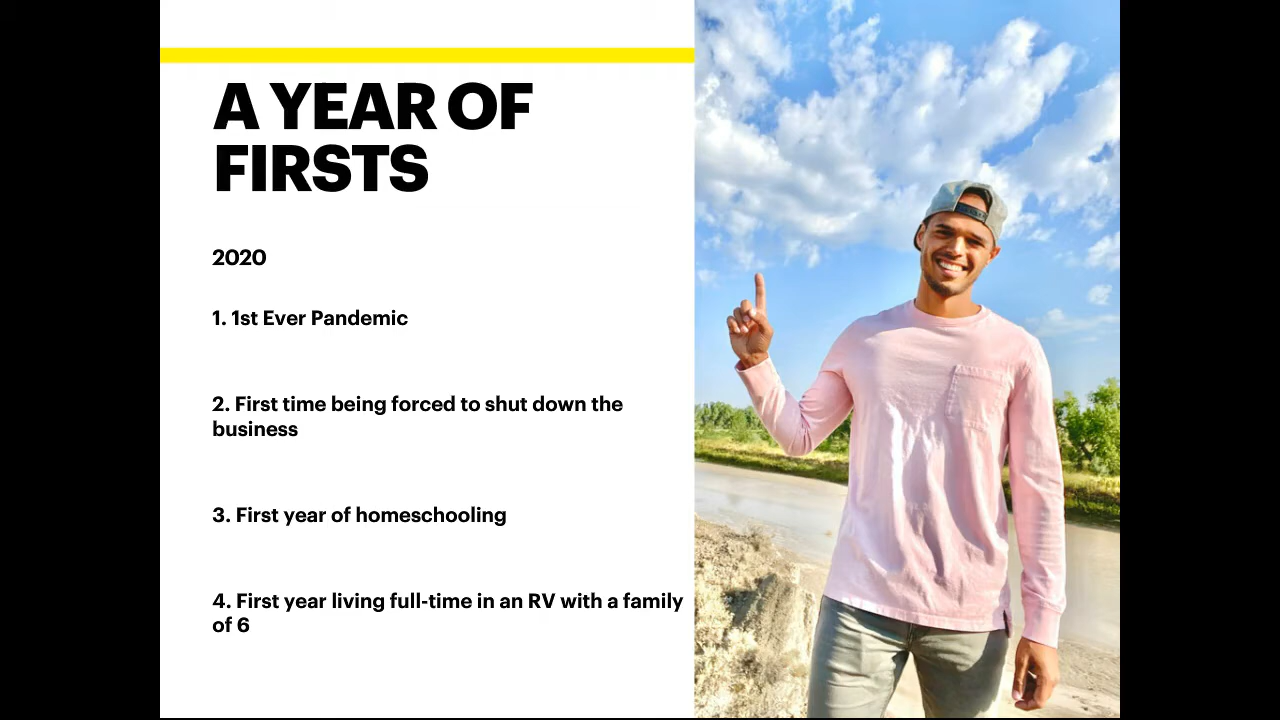 A YEAR OF
FIRSTS
2020
1. 1st Ever Pandemic
2. First time being forced to shut down the
business
3. First year of homeschooling
4. First year living full-time in an RV with a family
of 6